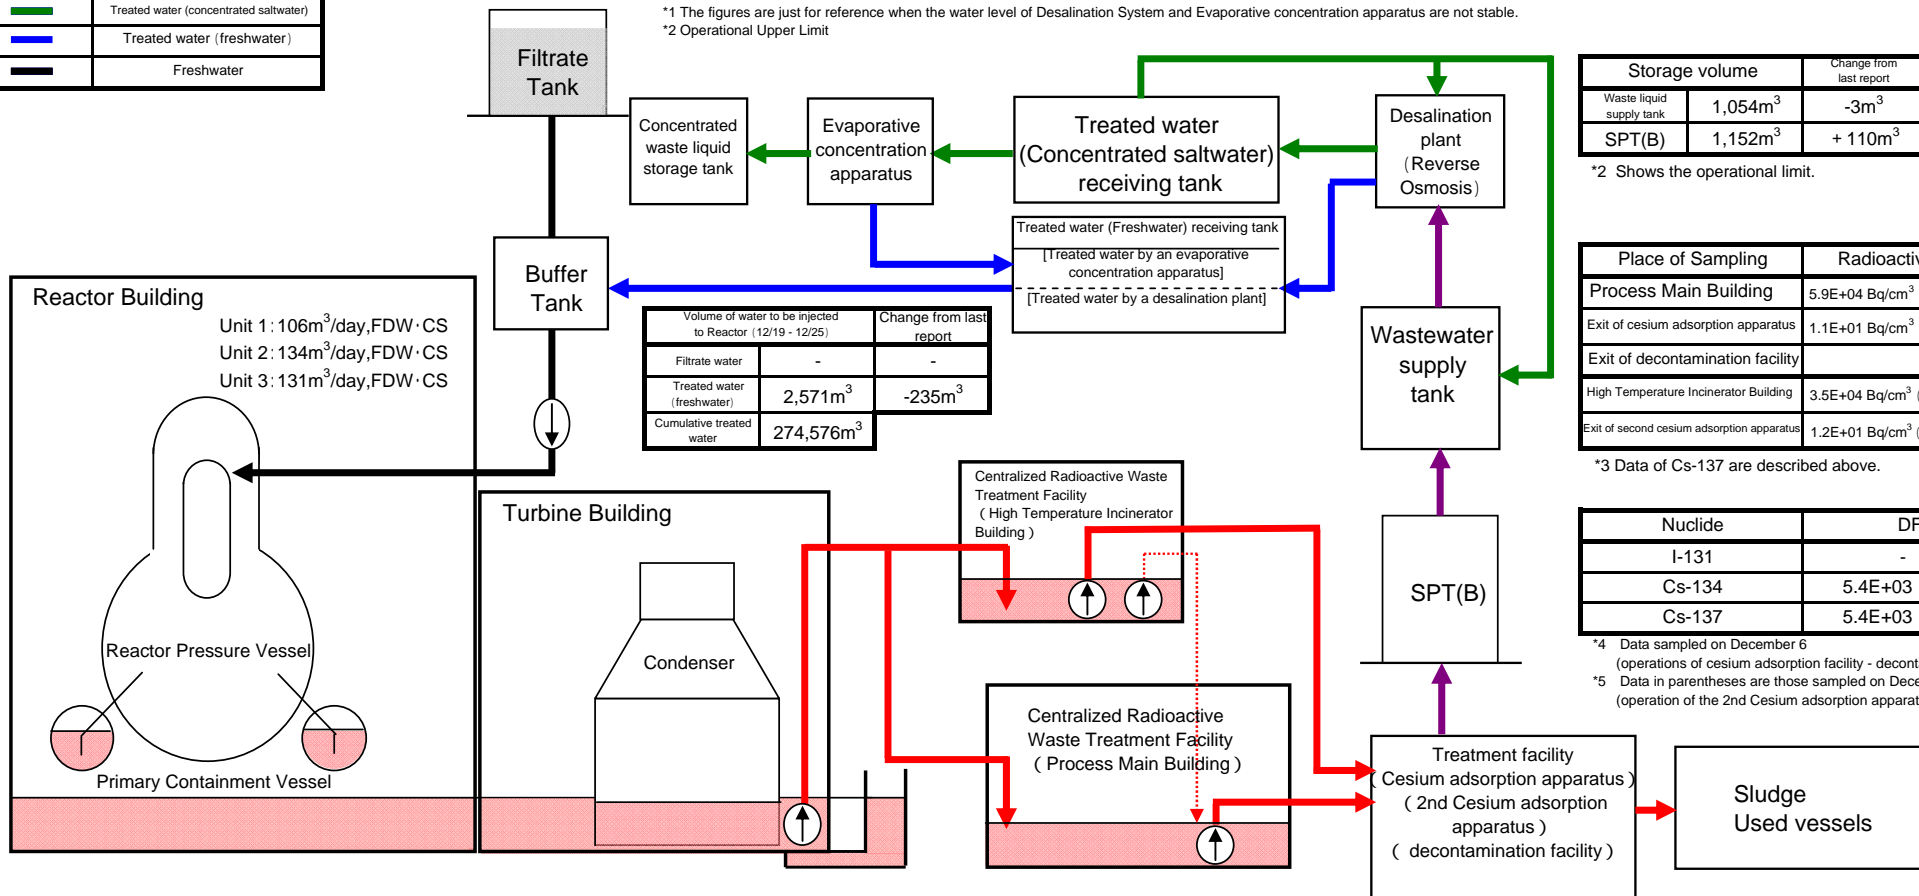 Treated water (concentrated saltwater)
Treated water (freshwater)
Freshwater
*1 The figures are just for reference when the water level of Desalination System and Evaporative concentration apparatus are not stable.
*2 Operational Upper Limit
Filtrate
Tank
Concentrated
waste liquid
storage tank
Evaporative
concentration
apparatus
Treated water
(Concentrated saltwater)
receiving tank
Desalination
plant
(Reverse
Osmosis)
Storage volume
Change from
last report
Waste liquid
supply tank
1,054m³
-3m³
SPT(B)
1,152m³
+ 110m³
*2 Shows the operational limit.
Treated water (Freshwater) receiving tank
[Treated water by an evaporative
concentration apparatus]
[Treated water by a desalination plant]
Buffer
Tank
Reactor Building
Unit 1:106m³/day,FDW·CS
Unit 2:134m³/day,FDW·CS
Unit 3:131m³/day,FDW·CS
Volume of water to be injected
to Reactor (12/19 - 12/25)
Change from last
report
Filtrate water
-
-
Treated water
(freshwater)
2,571m³
-235m³
Cumulative treated
water
274,576m³
Wastewater
supply
tank
Place of Sampling
Process Main Building
5.9E+04 Bq/cm³
Exit of cesium adsorption apparatus
1.1E+01 Bq/cm³
Exit of decontamination facility
High Temperature Incinerator Building
3.5E+04 Bq/cm³ (
Exit of second cesium adsorption apparatus
1.2E+01 Bq/cm³ (
*3 Data of Cs-137 are described above.
Turbine Building
Centralized Radioactive Waste
Treatment Facility
(High Temperature Incinerator
Building)
Nuclide
DF
I-131
-
Cs-134
5.4E+03
Cs-137
5.4E+03
*4 Data sampled on December 6
(operations of cesium adsorption facility -
*5 Data in parentheses are those sampled on
(operation of the 2nd Cesium adsorption
SPT(B)
Reactor Pressure Vessel
Condenser
Primary Containment Vessel
Centralized Radioactive
Waste Treatment Facility
(Process Main Building)
Treatment facility
(Cesium adsorption apparatus)
(2nd Cesium adsorption
apparatus)
( decontamination facility)
Sludge
Used vessels